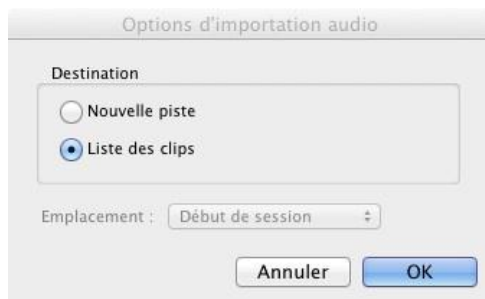 Options d'importation audio
Destination
Nouvelle piste
Liste des clips
Emplacement : Début de session
Annuler OK